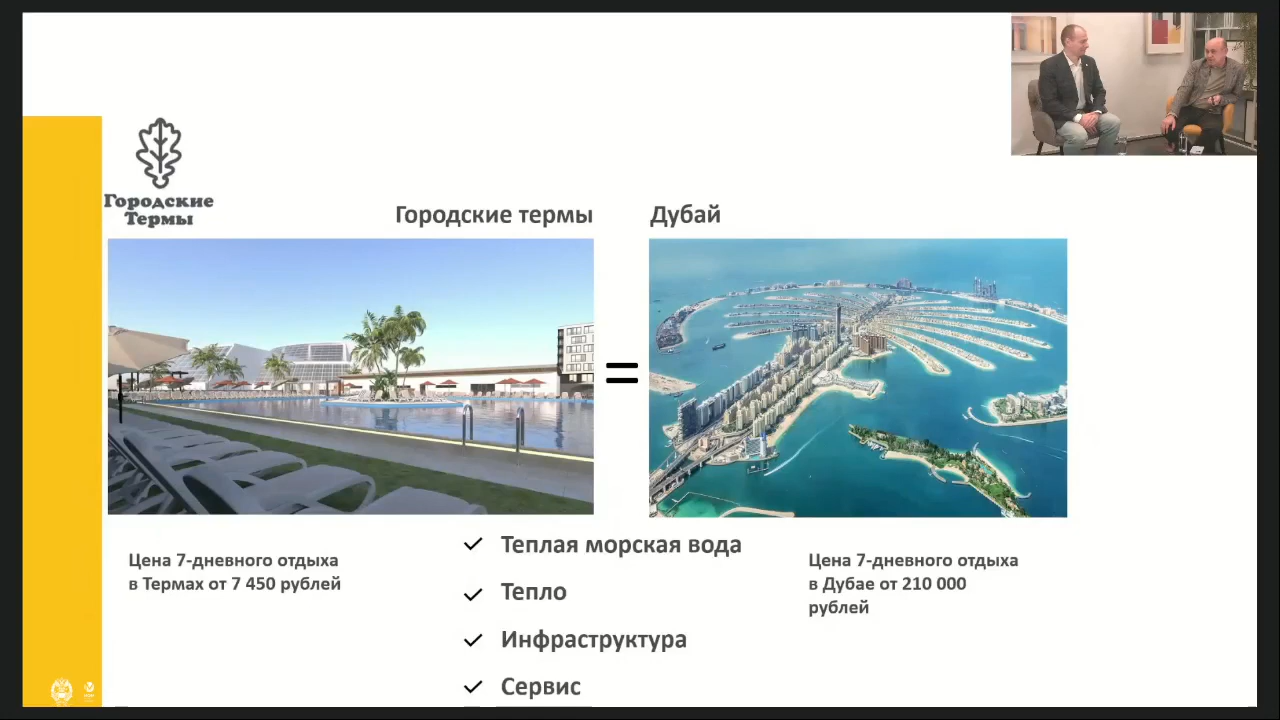 Городские
Термы
Городские термы
Дубай
=
Цена 7-дневного отдыха
в Термах от 7 450 рублей
Теплая морская вода
Тепло
Инфраструктура
Сервис
Цена 7-дневного отдыха
в Дубае от 210 000
рублей